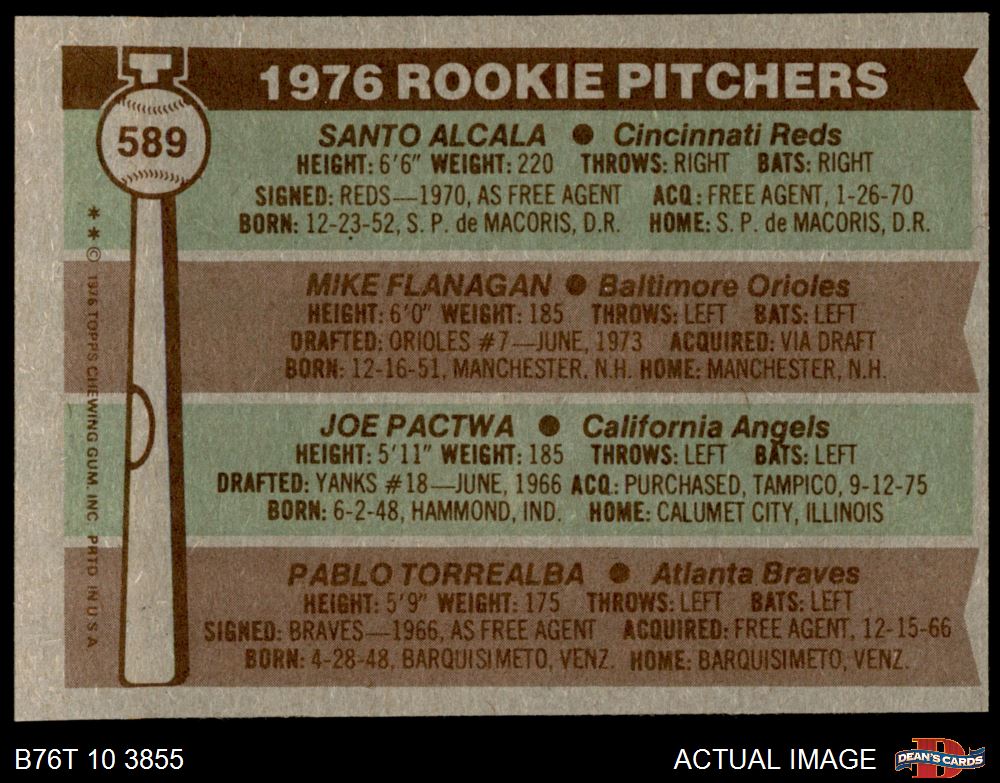 1976 ROOKIE PITCHERS
589
SANTO ALCALA ● Cincinnati Reds
HEIGHT: 6'6" WEIGHT: 220 THROWS: RIGHT BATS: RIGHT
SIGNED: REDS—1970, AS FREE AGENT ACQ: FREE AGENT, 1-26-70
BORN: 12-23-52, S. P. de MACORIS, D.R. HOME: S. P. de MACORIS, D.R.
MIKE FLANAGAN ● Baltimore Orioles
HEIGHT: 6'0" WEIGHT: 185 THROWS: LEFT BATS: LEFT
DRAFTED: ORIOLES #7—JUNE, 1973 ACQUIRED: VIA DRAFT
BORN: 12-16-51, MANCHESTER, N.H. HOME: MANCHESTER, N.H.
JOE PACTWA ● California Angels
HEIGHT: 5'11" WEIGHT: 185 THROWS: LEFT BATS: LEFT
DRAFTED: YANKS #18—JUNE, 1966 ACQ: PURCHASED, TAMPICO, 9-12-75
BORN: 6-2-48, HAMMOND, IND. HOME: CALUMET CITY, ILLINOIS
PABLO TORREALBA ● Atlanta Braves
HEIGHT: 5'9" WEIGHT: 175 THROWS: LEFT BATS: LEFT
SIGNED: BRAVES—1966, AS FREE AGENT ACQUIRED: FREE AGENT, 12-15-66
BORN: 4-28-48, BARQUISIMETO, VENZ. HOME: BARQUISIMETO, VENZ.
** © 1976 TOPPS CHEWING GUM, INC. PRTD. IN U.S.A.
B76T 10 3855
ACTUAL IMAGE
D
DEAN'S CARDS